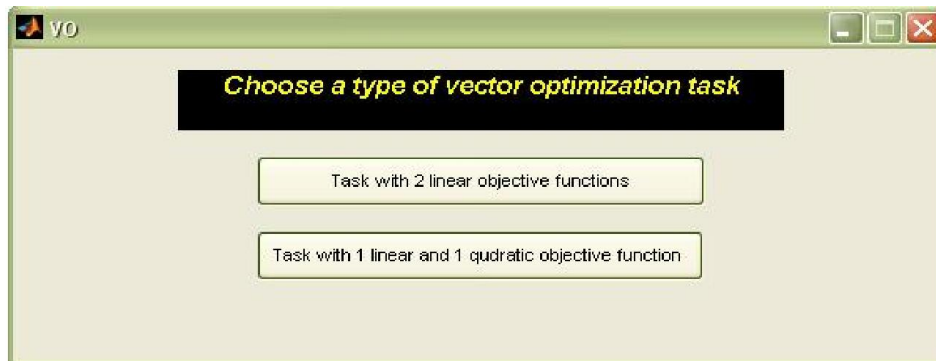 VO
Choose a type of vector optimization task
Task with 2 linear objective functions
Task with 1 linear and 1 qudratic objective function